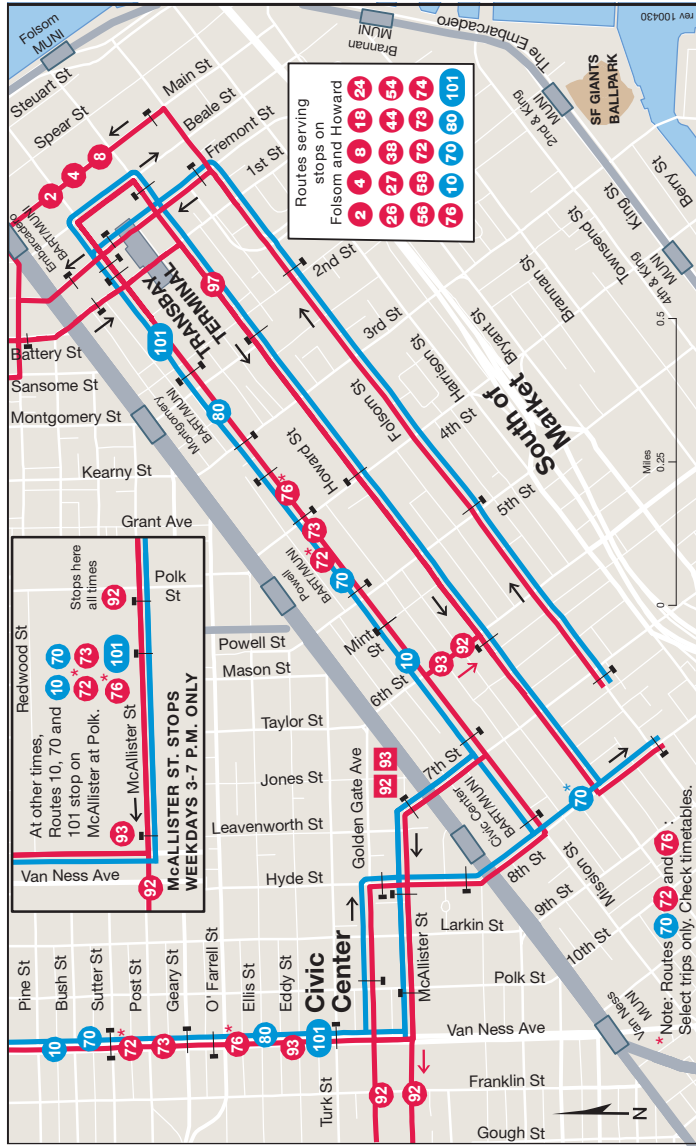 Folsom
MUNI
Steuart St
Spear St
Main St
Beale St
Fremont St
1st St
2nd St
3rd St
Harrison St
4th St
5th St
Folsom St
Howard St
Bryant St
Brannan St
Townsend St
King St
Berry St
The Embarcadero
Brannan
MUNI
2nd & King
MUNI
4th & King
MUNI
SF GIANTS
BALLPARK
rev 100430
2
4
8
Embarcadero
BART/MUNI
Routes serving
stops on
Folsom and Howard
2 4 8 18 24
26 27 38 44 54
56 58 72 73 74
76 10 70 80 101
TRANSBAY
TERMINAL
97
101
80
Montgomery
BART/MUNI
76*
73
72*
70
Powell
BART/MUNI
10
93
92
Battery St
Sansome St
Montgomery St
Kearny St
Grant Ave
Powell St
Mason St
Taylor St
Jones St
Leavenworth St
Hyde St
Larkin St
Polk St
Van Ness Ave
Franklin St
Gough St
Mint
St
6th St
7th St
8th St
9th St
10th St
Mission St
Civic Center
BART/MUNI
Van Ness
MUNI
South of
Market
Miles
0 0.25 0.5
Golden Gate Ave
92 93
McAllister St
Turk St
Civic
Center
Pine St
Bush St
Sutter St
Post St
Geary St
O' Farrell St
Ellis St
Eddy St
10
70
72*
73
76*
80
93
101
92
92
70*
N
Redwood St
At other times,
Routes 10, 70 and
101 stop on
McAllister at Polk.
10 70
72* 73
76* 101
Stops here
all times
92
Polk
St
93
McAllister St
Van Ness Ave
92
McALLISTER ST. STOPS
WEEKDAYS 3-7 P.M. ONLY
* Note: Routes 70 72 and 76 :
Select trips only. Check timetables.